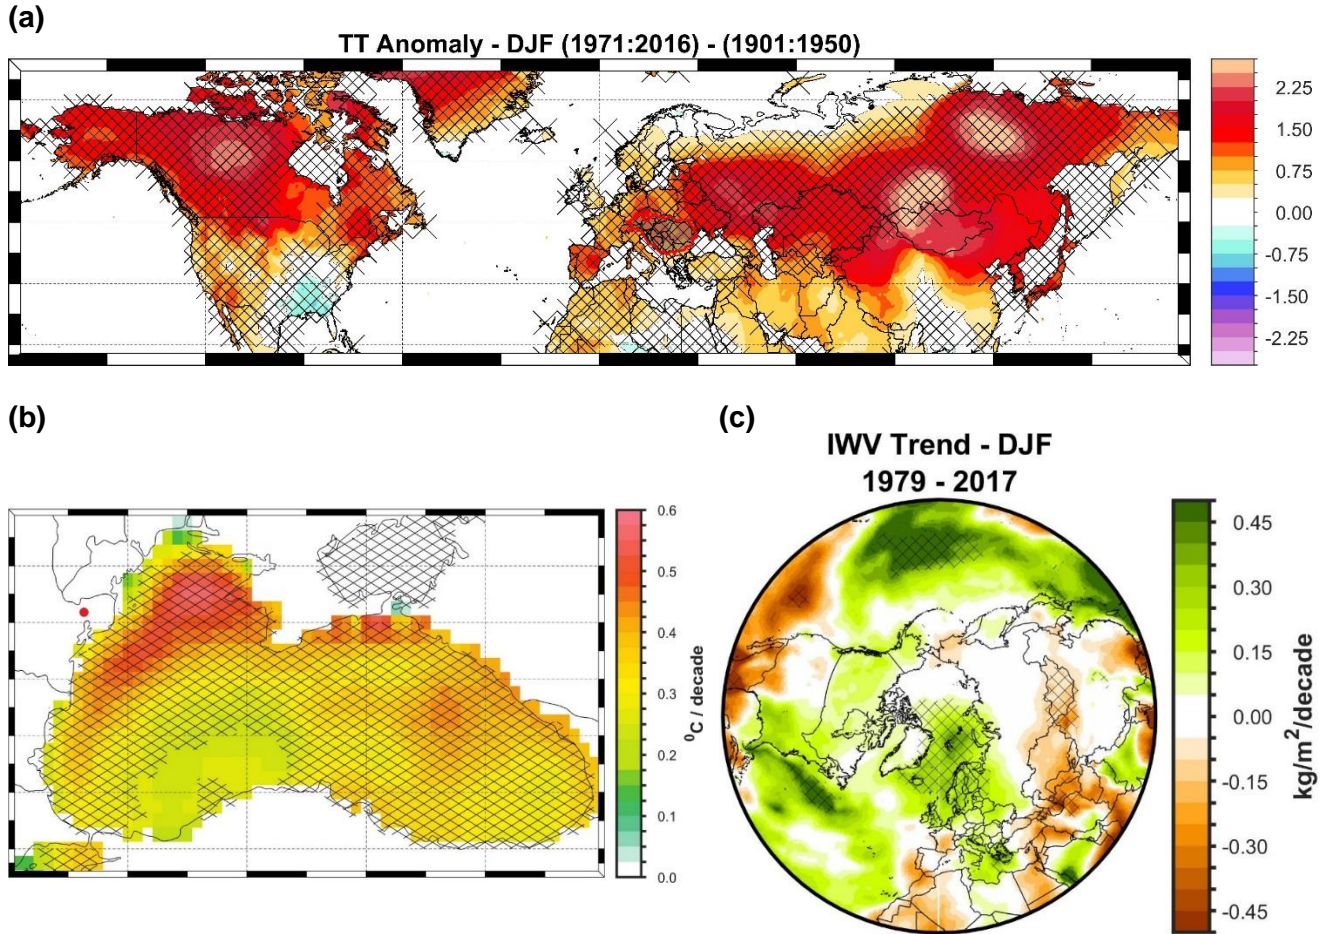 (a)
TT Anomaly - DJF (1971:2016) - (1901:1950)
2.25
1.50
0.75
0.00
-0.75
-1.50
-2.25
(b)
0.6
0.5
0.4
0.3
0.2
0.1
0.0
⁰C / decade
(c)
IWV Trend - DJF
1979 - 2017
0.45
0.30
0.15
0.00
-0.15
-0.30
-0.45
kg/m²/decade